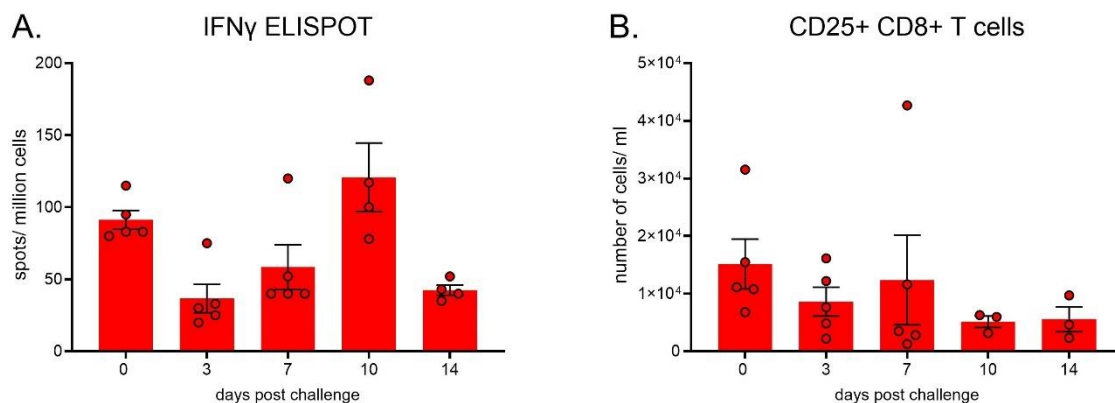 A.
IFNγ ELISPOT
spots/ million cells
200
150
100
50
0
0 3 7 10 14
days post challenge
B.
CD25+ CD8+ T cells
number of cells/ ml
5×10⁴
4×10⁴
3×10⁴
2×10⁴
1×10⁴
0
0 3 7 10 14
days post challenge